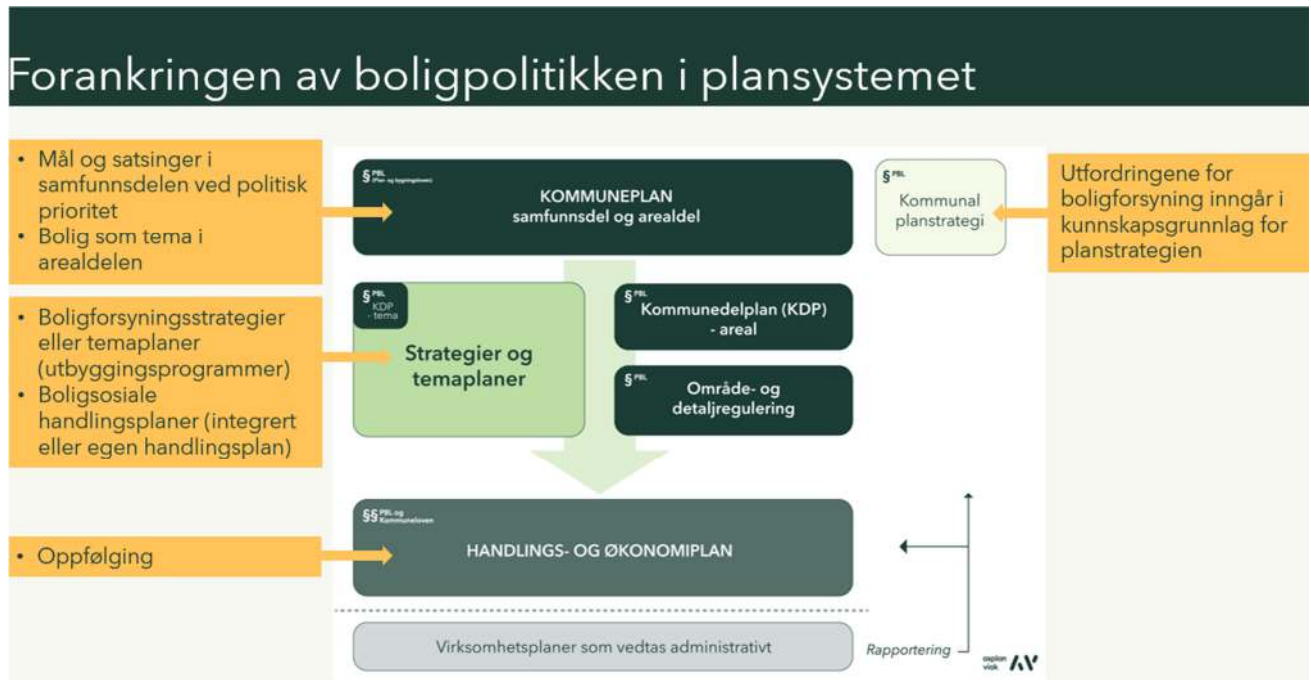 Forankringen av boligpolitikken i plansystemet
• Mål og satsinger i
samfunnsdelen ved politisk
prioritet
• Bolig som tema i
arealdelen
§ PBL
(Plan- og bygningsloven)
KOMMUNEPLAN
samfunnsdel og arealdel
§ PBL
Kommunal
planstrategi
Utfordringene for
boligforsyning inngår i
kunnskapsgrunnlag for
planstrategien
• Boligforsyningsstrategier
eller temaplaner
(utbyggingsprogrammer)
• Boligsosiale
handlingsplaner (integrert
eller egen handlingsplan)
§ PBL
KDP
- tema
Strategier og
temaplaner
§ PBL
Kommunedelplan (KDP)
- areal
§ PBL
Område- og
detaljregulering
• Oppfølging
§§ PBL og
Kommuneloven
HANDLINGS- OG ØKONOMIPLAN
Virksomhetsplaner som vedtas administrativt
Rapportering
asplan
viak